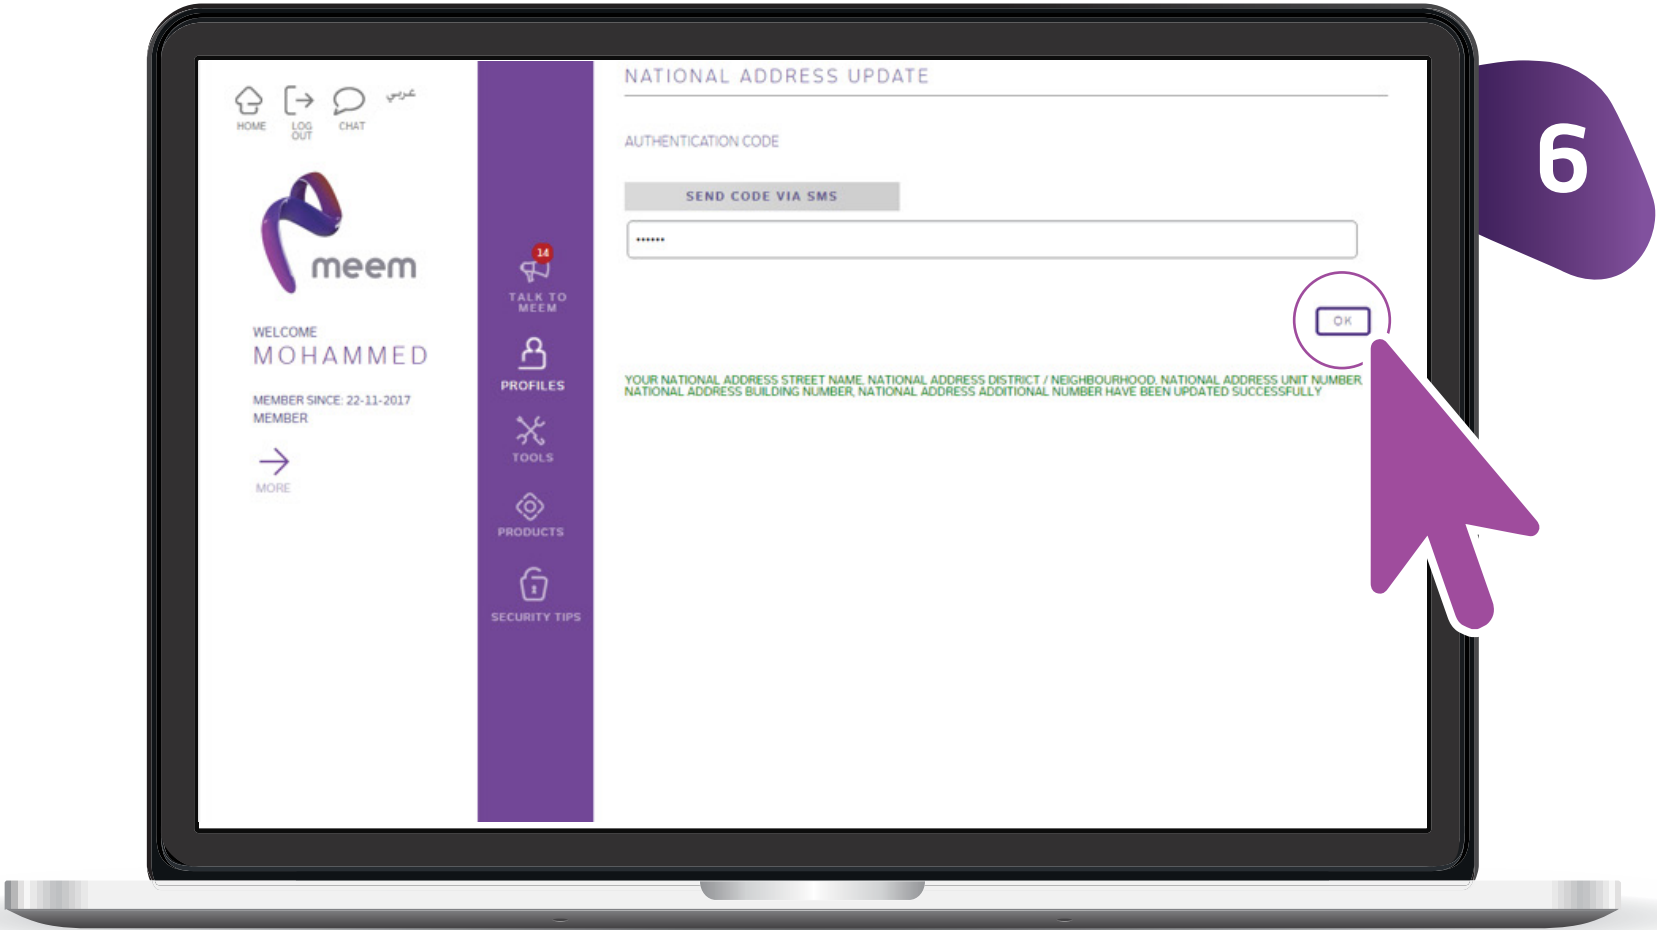 HOME
LOG
OUT
CHAT
عربي
meem
WELCOME
MOHAMMED
MEMBER SINCE: 22-11-2017
MEMBER
MORE
14
TALK TO
MEEM
PROFILES
TOOLS
PRODUCTS
SECURITY TIPS
NATIONAL ADDRESS UPDATE
AUTHENTICATION CODE
SEND CODE VIA SMS
••••••
OK
YOUR NATIONAL ADDRESS STREET NAME, NATIONAL ADDRESS DISTRICT / NEIGHBOURHOOD, NATIONAL ADDRESS UNIT NUMBER,
NATIONAL ADDRESS BUILDING NUMBER, NATIONAL ADDRESS ADDITIONAL NUMBER HAVE BEEN UPDATED SUCCESSFULLY
6